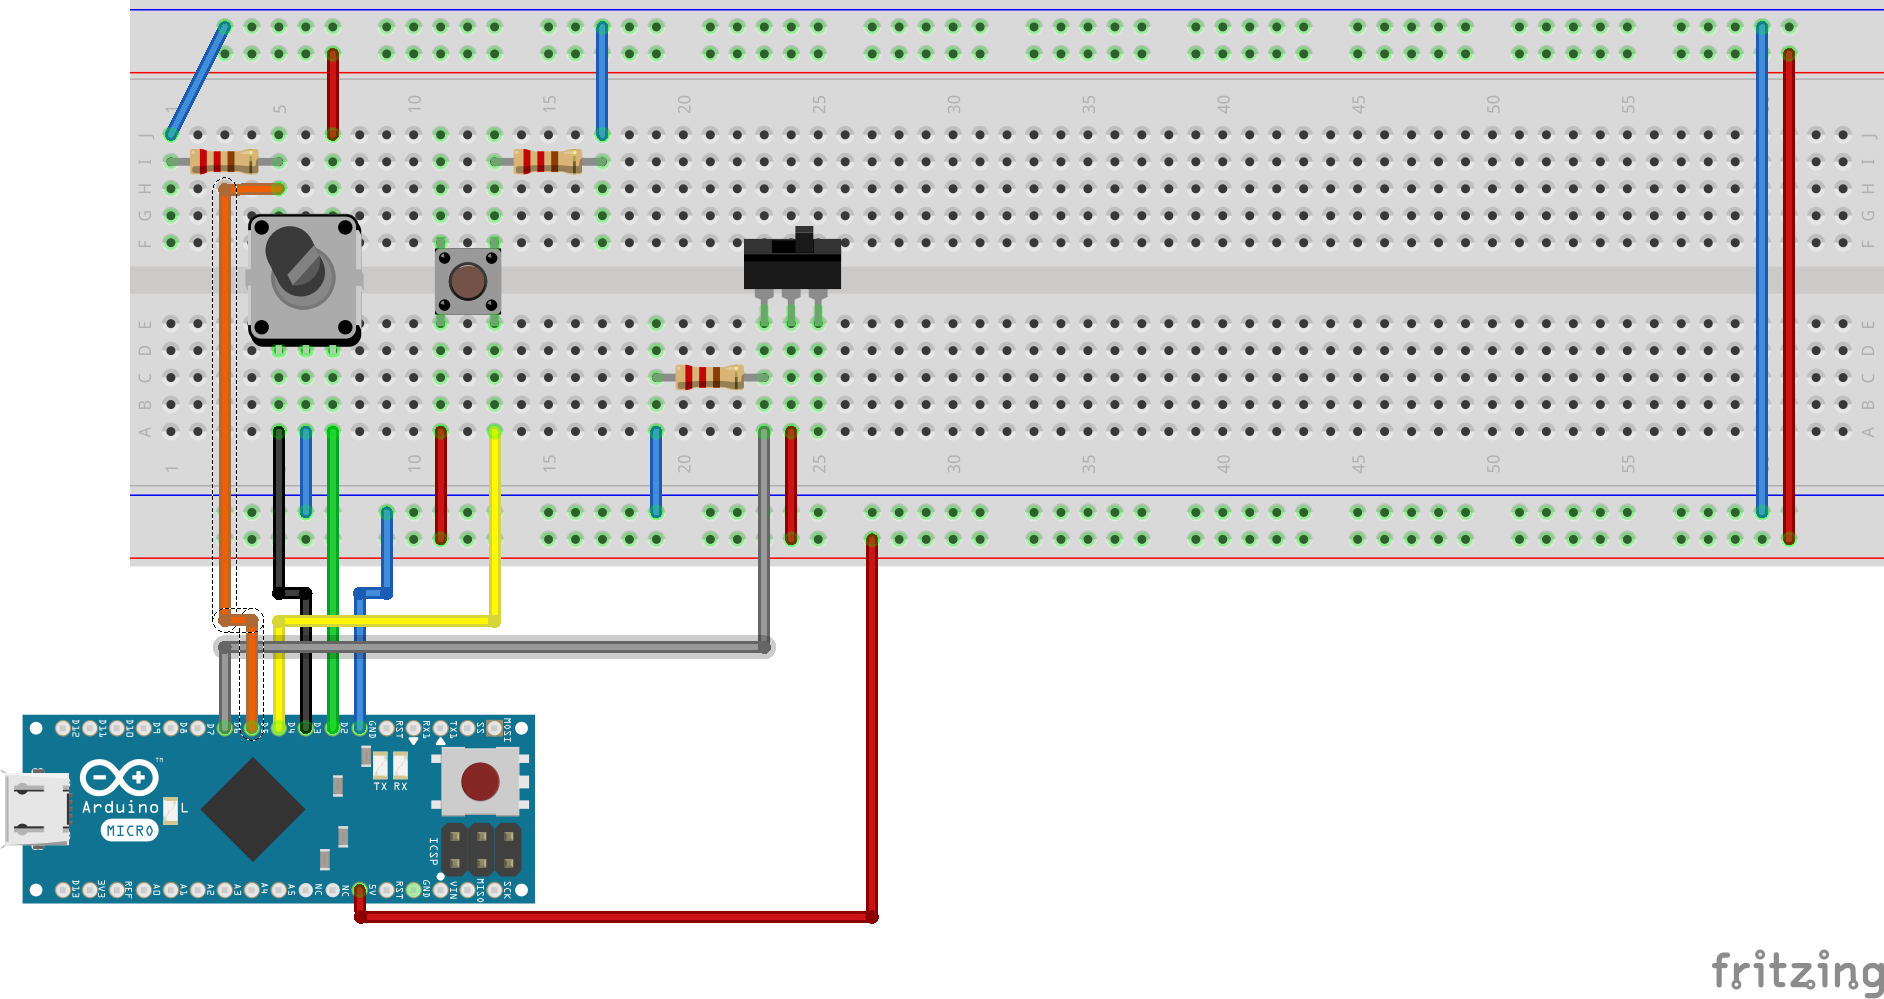 1 5 10 15 20 25 30 35 40 45 50 55
J J
I I
H H
G G
F F
E E
D D
C C
B B
A A
1 5 10 15 20 25 30 35 40 45 50 55
D12 D11 D10 D9 D8 D7 D6 D5 D4 D3 D2 GND RST RX1 TX1 SS MOSI
TM
TX RX
Arduino L
MICRO
ICSP
D13 3V3 REF A0 A1 A2 A3 A4 A5 NC NC 5V RST GND VIN MISO SCK
fritzing